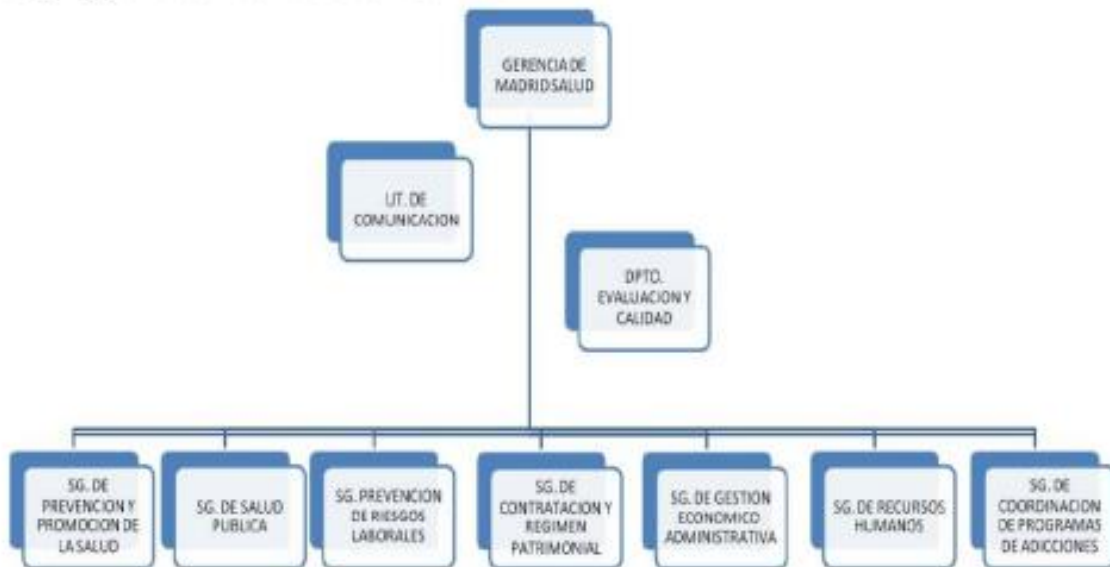 GERENCIA DE
MADRID SALUD
UT. DE
COMUNICACION
DPTO.
EVALUACION Y
CALIDAD
SG. DE
PREVENCION Y
PROMOCION DE
LA SALUD
SG. DE SALUD
PUBLICA
SG. PREVENCION
DE RIESGOS
LABORALES
SG. DE
CONTRATACION Y
REGIMEN
PATRIMONIAL
SG. DE GESTION
ECONOMICO
ADMINISTRATIVA
SG. DE RECURSOS
HUMANOS
SG. DE
COORDINACION
DE PROGRAMAS
DE ADICCIONES